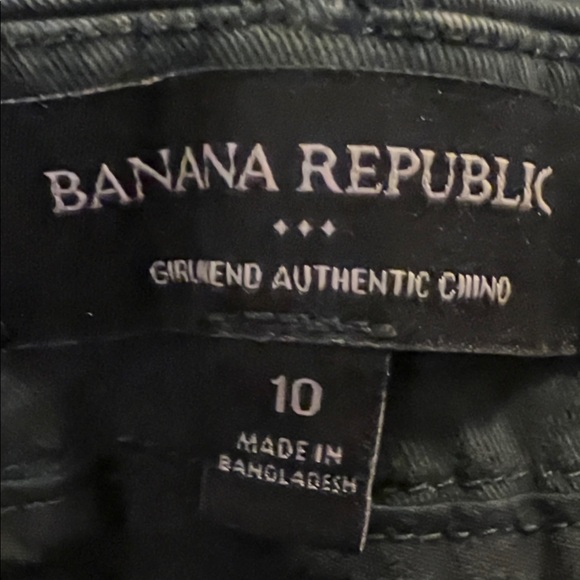 BANANA REPUBLIC
GIRLFRIEND AUTHENTIC CHINO
10
MADE IN
BANGLADESH